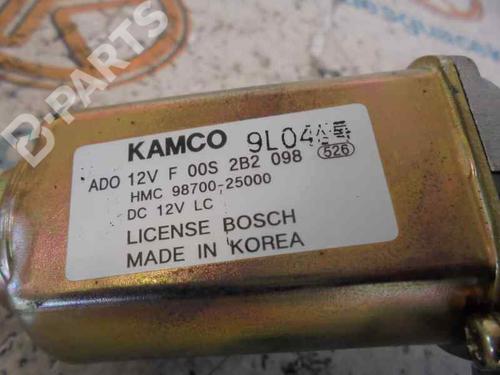 B-PARTS
KAMCO 9L04
ADO 12V F 00S 2B2 098 526
HMC 98700-25000
DC 12V LC
LICENSE BOSCH
MADE IN KOREA